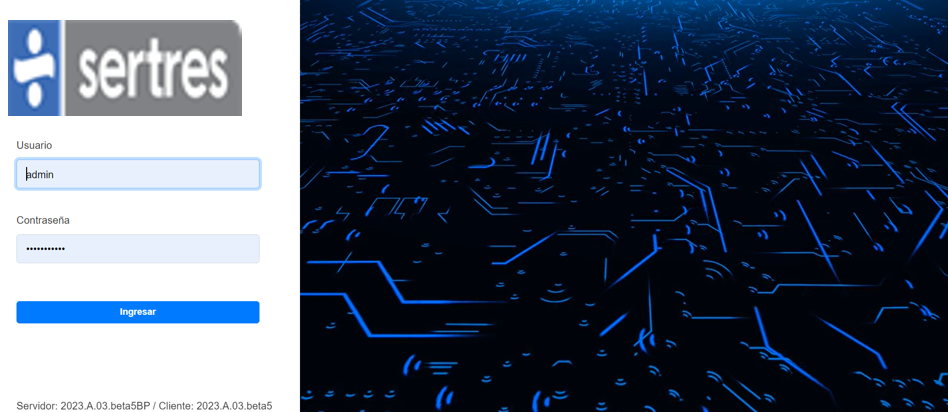 sertres
Usuario
admin
Contraseña
•••••••••••
Ingresar
Servidor: 2023.A.03.beta5BP / Cliente: 2023.A.03.beta5